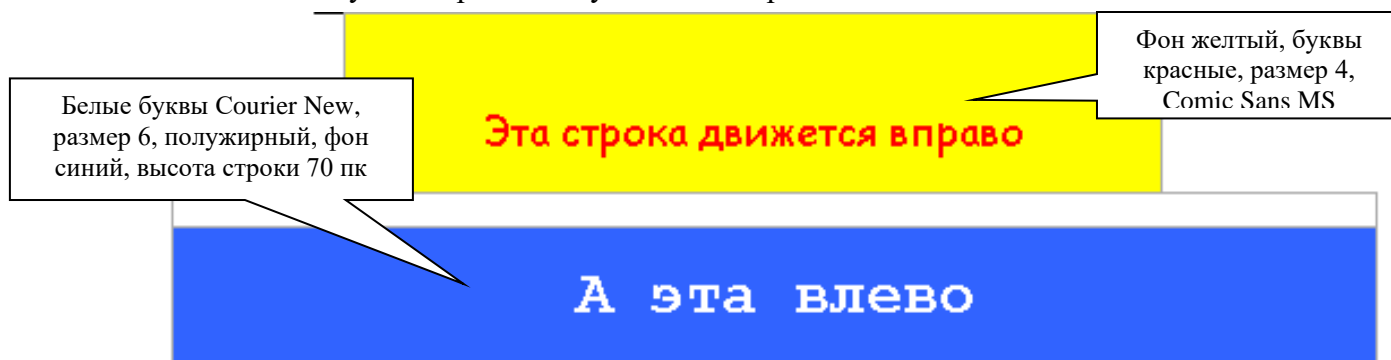 Фон желтый, буквы
красные, размер 4,
Comic Sans MS
Белые буквы Courier New,
размер 6, полужирный, фон
синий, высота строки 70 пк
Эта строка движется вправо
А эта влево